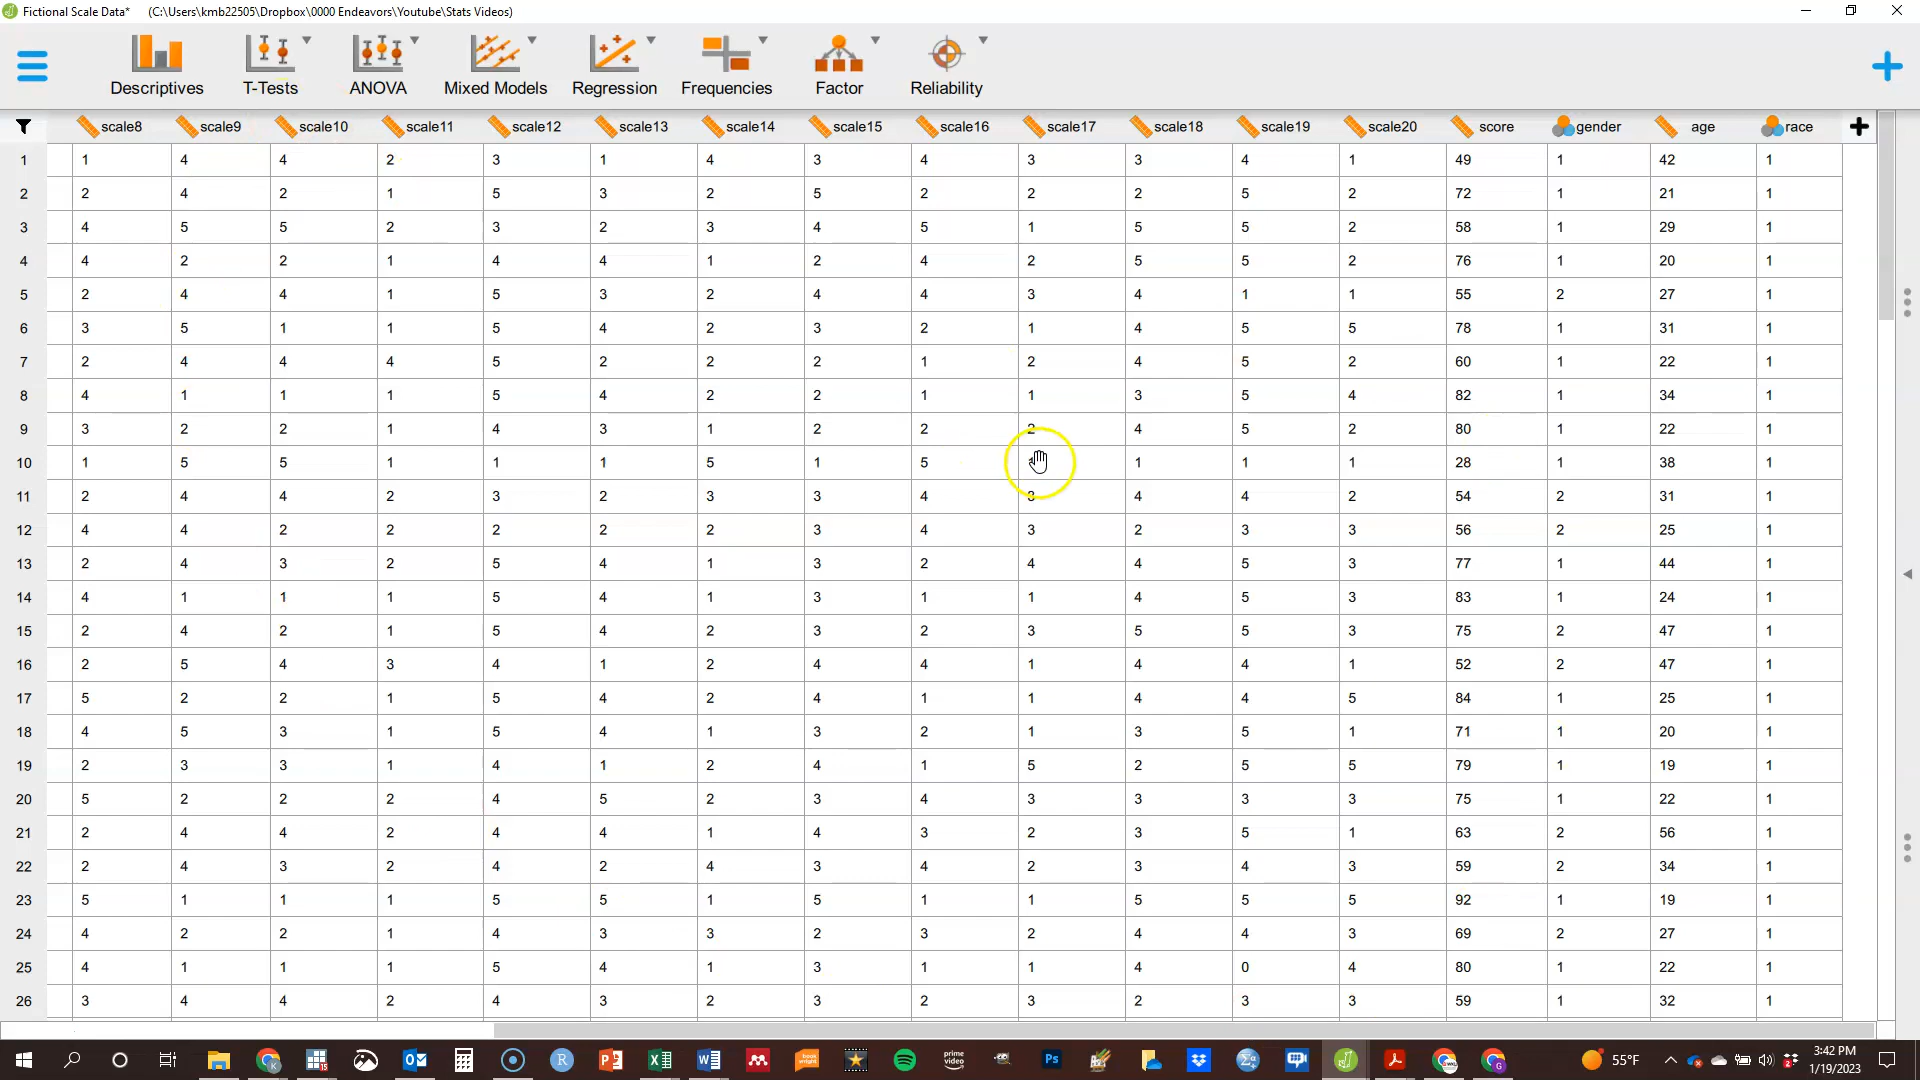 Fictional Scale Data* (C:\Users\kmb22505\Dropbox\0000 Endeavors\Youtube\Stats Videos)
Descriptives T-Tests ANOVA Mixed Models Regression Frequencies Factor Reliability
scale8 scale9 scale10 scale11 scale12 scale13 scale14 scale15 scale16 scale17 scale18 scale19 scale20 score gender age race
1 1 4 4 2 3 1 4 3 4 3 3 4 1 49 1 42 1
2 2 4 2 1 5 3 2 5 2 2 2 5 2 72 1 21 1
3 4 5 5 2 3 2 3 4 5 1 5 5 2 58 1 29 1
4 4 2 2 1 4 4 1 2 4 2 5 5 2 76 1 20 1
5 2 4 4 1 5 3 2 4 4 3 4 1 1 55 2 27 1
6 3 5 1 1 5 4 2 3 2 1 4 5 5 78 1 31 1
7 2 4 4 4 5 2 2 2 1 2 4 5 2 60 1 22 1
8 4 1 1 1 5 4 2 2 1 1 3 5 4 82 1 34 1
9 3 2 2 1 4 3 1 2 2 2 4 5 2 80 1 22 1
10 1 5 5 1 1 1 5 1 5 1 1 1 28 1 38 1
11 2 4 4 2 3 2 3 3 4 3 4 4 2 54 2 31 1
12 4 4 2 2 2 2 2 3 4 3 2 3 3 56 2 25 1
13 2 4 3 2 5 4 1 3 2 4 4 5 3 77 1 44 1
14 4 1 1 1 5 4 1 3 1 1 4 5 3 83 1 24 1
15 2 4 2 1 5 4 2 3 2 3 5 5 3 75 2 47 1
16 2 5 4 3 4 1 2 4 4 1 4 4 1 52 2 47 1
17 5 2 2 1 5 4 2 4 1 1 4 4 5 84 1 25 1
18 4 5 3 1 5 4 1 3 2 1 3 5 1 71 1 20 1
19 2 3 3 1 4 1 2 4 1 5 2 5 5 79 1 19 1
20 5 2 2 2 4 5 2 3 4 3 3 3 3 75 1 22 1
21 2 4 4 2 4 4 1 4 3 2 3 5 1 63 2 56 1
22 2 4 3 2 4 2 4 3 4 2 3 4 3 59 2 34 1
23 5 1 1 1 5 5 1 5 1 1 5 5 5 92 1 19 1
24 4 2 2 1 4 3 3 2 3 2 4 4 3 69 2 27 1
25 4 1 1 1 5 4 1 3 1 1 4 0 4 80 1 22 1
26 3 4 4 2 4 3 2 3 2 3 2 3 3 59 1 32 1
55°F 3:42 PM
1/19/2023